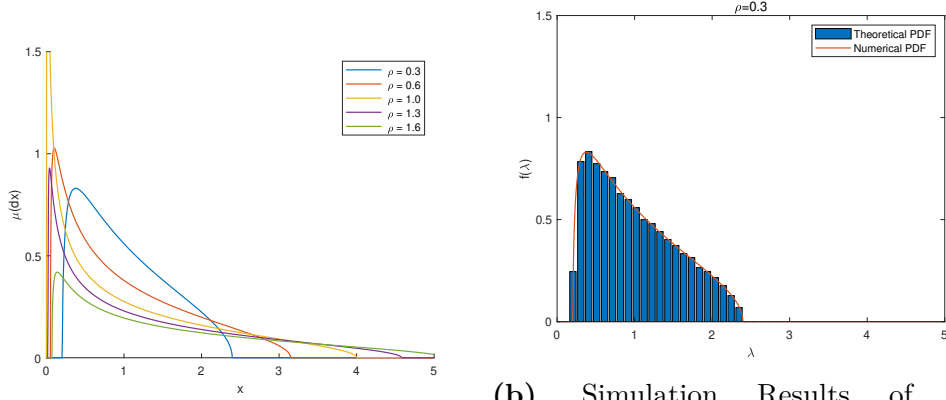 1.5
1
0.5
0
μ(dx)
0
1
2
3
4
5
x
ρ = 0.3
ρ = 0.6
ρ = 1.0
ρ = 1.3
ρ = 1.6
ρ=0.3
1.5
1
0.5
0
f(λ)
0
1
2
3
4
5
λ
Theoretical PDF
Numerical PDF
(b) Simulation Results of